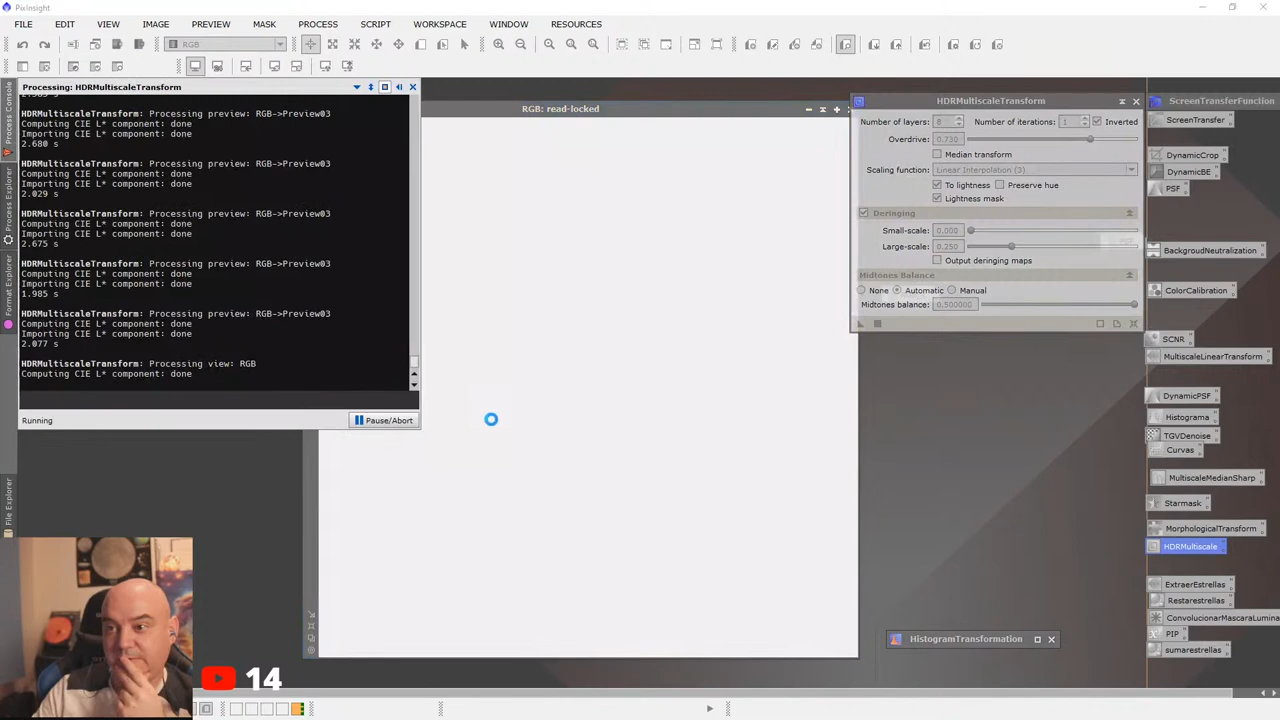 PixInsight
FILE EDIT VIEW IMAGE PREVIEW MASK PROCESS SCRIPT WORKSPACE WINDOW RESOURCES
RGB
Processing: HDRMultiscaleTransform
HDRMultiscaleTransform: Processing preview: RGB->Preview03
Computing CIE L* component: done
Importing CIE L* component: done
2.680 s
HDRMultiscaleTransform: Processing preview: RGB->Preview03
Computing CIE L* component: done
Importing CIE L* component: done
2.029 s
HDRMultiscaleTransform: Processing preview: RGB->Preview03
Computing CIE L* component: done
Importing CIE L* component: done
2.675 s
HDRMultiscaleTransform: Processing preview: RGB->Preview03
Computing CIE L* component: done
Importing CIE L* component: done
1.985 s
HDRMultiscaleTransform: Processing preview: RGB->Preview03
Computing CIE L* component: done
Importing CIE L* component: done
2.077 s
HDRMultiscaleTransform: Processing view: RGB
Computing CIE L* component: done
Running
Pause/Abort
Process Console
Process Explorer
Format Explorer
File Explorer
RGB: read-locked
HDRMultiscaleTransform
Number of layers: 8 Number of iterations: 1 Inverted
Overdrive: 0.730
Median transform
Scaling function: Linear Interpolation (3)
To lightness Preserve hue
Lightness mask
Deringing
Small-scale: 0.000
Large-scale: 0.250
Output deringing maps
Midtones Balance
None Automatic Manual
Midtones balance: 0.500000
HistogramTransformation
ScreenTransferFunction
ScreenTransfer
DynamicCrop
DynamicBE
PSF
BackgroudNeutralization
ColorCalibration
SCNR
MultiscaleLinearTransform
DynamicPSF
Histograma
TGVDenoise
Curvas
MultiscaleMedianSharp
Starmask
MorphologicalTransform
HDRMultiscale
ExtraerEstrellas
Restarestrellas
ConvolucionarMascaraLumina
PIP
sumarestrellas
14